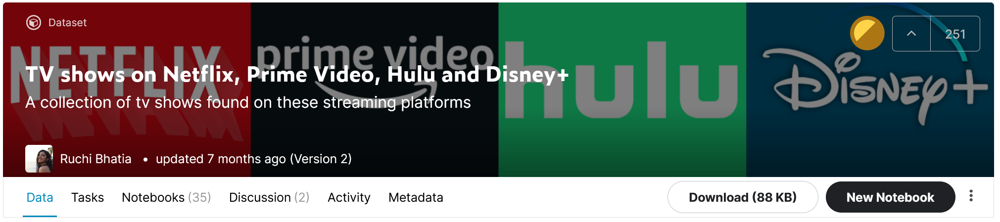 Dataset
251
NETFLIX
prime video
hulu
Disney+
TV shows on Netflix, Prime Video, Hulu and Disney+
A collection of tv shows found on these streaming platforms
Ruchi Bhatia • updated 7 months ago (Version 2)
Data Tasks Notebooks (35) Discussion (2) Activity Metadata Download (88 KB) New Notebook